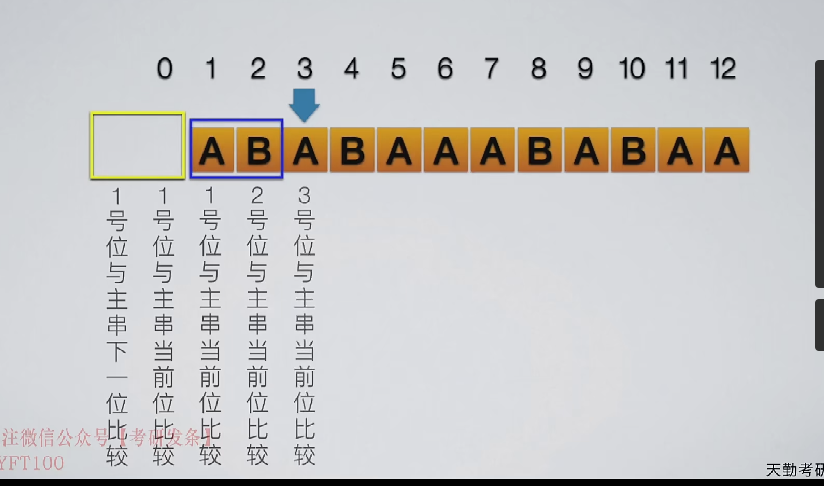 0 1 2 3 4 5 6 7 8 9 10 11 12
A B A B A A A B A B A A
1号位与主串下一位比较
1号位与主串当前位比较
1号位与主串当前位比较
2号位与主串当前位比较
3号位与主串当前位比较
注微信公众号【考研发条】
YFT100
天勤考研